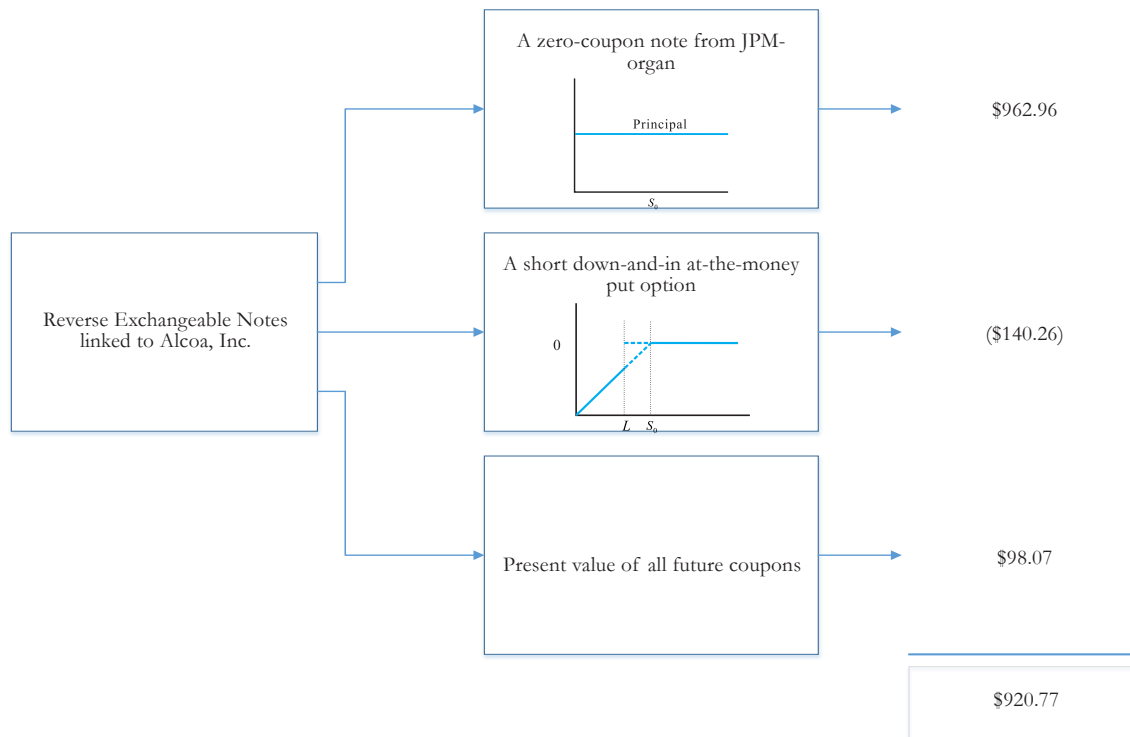 A zero-coupon note from JPM-
organ
Principal
S₀
$962.96
Reverse Exchangeable Notes
linked to Alcoa, Inc.
A short down-and-in at-the-money
put option
0
L S₀
($140.26)
Present value of all future coupons
$98.07
$920.77